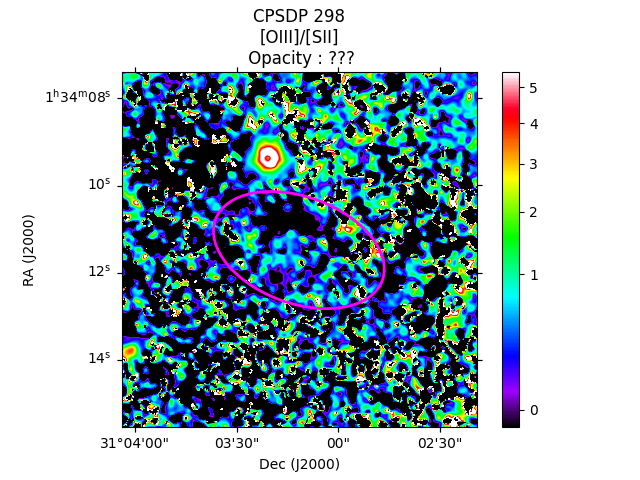 CPSDP 298
[OIII]/[SII]
Opacity : ???
1ʰ34ᵐ08ˢ
10ˢ
12ˢ
14ˢ
RA (J2000)
31°04'00" 03'30" 00" 02'30"
Dec (J2000)
5
4
3
2
1
0